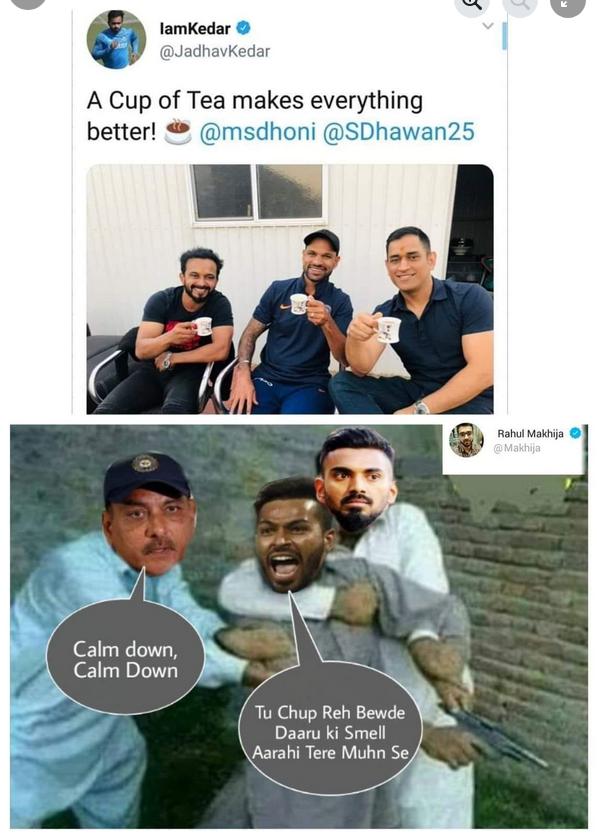 IamKedar
@JadhavKedar
A Cup of Tea makes everything
better! ☕ @msdhoni @SDhawan25
Rahul Makhija
@Makhija
Calm down,
Calm Down
Tu Chup Reh Bewde
Daaru ki Smell
Aarahi Tere Muhn Se